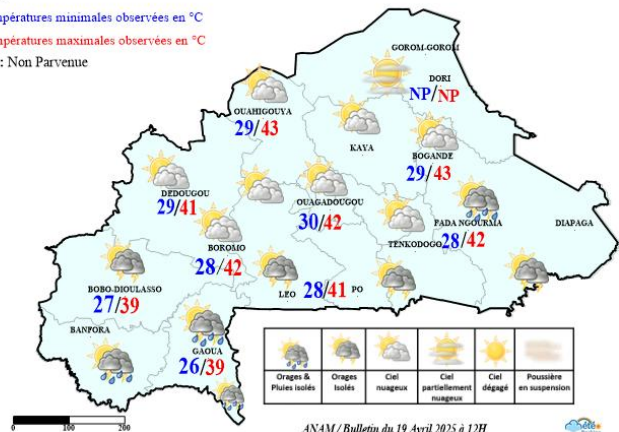 pératures minimales observées en °C
pératures maximales observées en °C
: Non Parvenue
GOROM-GOROM
DORI
NP/NP
OUAHIGOUYA
29/43
KAYA
BOGANDE
29/43
DEDOUGOU
29/41
OUAGADOUGOU
30/42
FADA NGOURMA
28/42
DIAPAGA
BOROMO
28/42
TENKODOGO
BOBO-DIOULASSO
27/39
LEO
28/41
PO
BANFORA
GAOUA
26/39
Orages & Pluies isolés
Orages Isolés
Ciel nuageux
Ciel partiellement nuageux
Ciel dégagé
Poussière en suspension
0 100 200
ANAM / Bulletin du 19 Avril 2025 à 12H